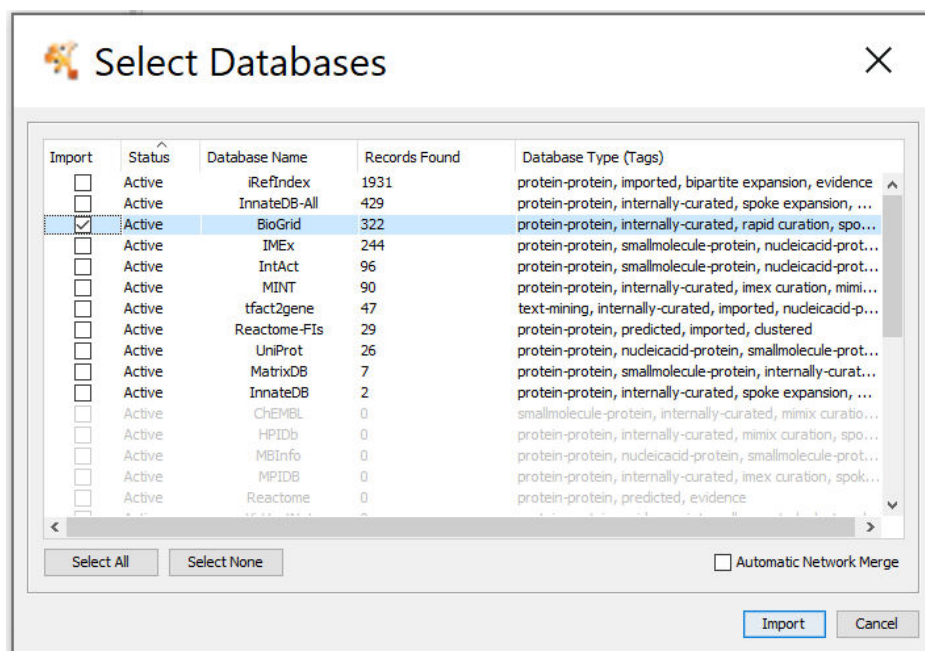 Select Databases
Import Status Database Name Records Found Database Type (Tags)
Active iRefIndex 1931 protein-protein, imported, bipartite expansion, evidence
Active InnateDB-All 429 protein-protein, internally-curated, spoke expansion, ...
Active BioGrid 322 protein-protein, internally-curated, rapid curation, spo...
Active IMEx 244 protein-protein, smallmolecule-protein, nucleicacid-prot...
Active IntAct 96 protein-protein, smallmolecule-protein, nucleicacid-prot...
Active MINT 90 protein-protein, internally-curated, imex curation, mimi...
Active tfact2gene 47 text-mining, internally-curated, imported, nucleicacid-p...
Active Reactome-FIs 29 protein-protein, predicted, imported, clustered
Active UniProt 26 protein-protein, nucleicacid-protein, smallmolecule-prot...
Active MatrixDB 7 protein-protein, smallmolecule-protein, internally-curat...
Active InnateDB 2 protein-protein, internally-curated, spoke expansion, ...
Active ChEMBL 0 smallmolecule-protein, internally-curated, mimix curatio...
Active HPIDb 0 protein-protein, internally-curated, mimix curation, spo...
Active MBInfo 0 protein-protein, nucleicacid-protein, smallmolecule-prot...
Active MPIDB 0 protein-protein, internally-curated, imex curation, spok...
Active Reactome 0 protein-protein, predicted, evidence
Select All Select None Automatic Network Merge
Import Cancel